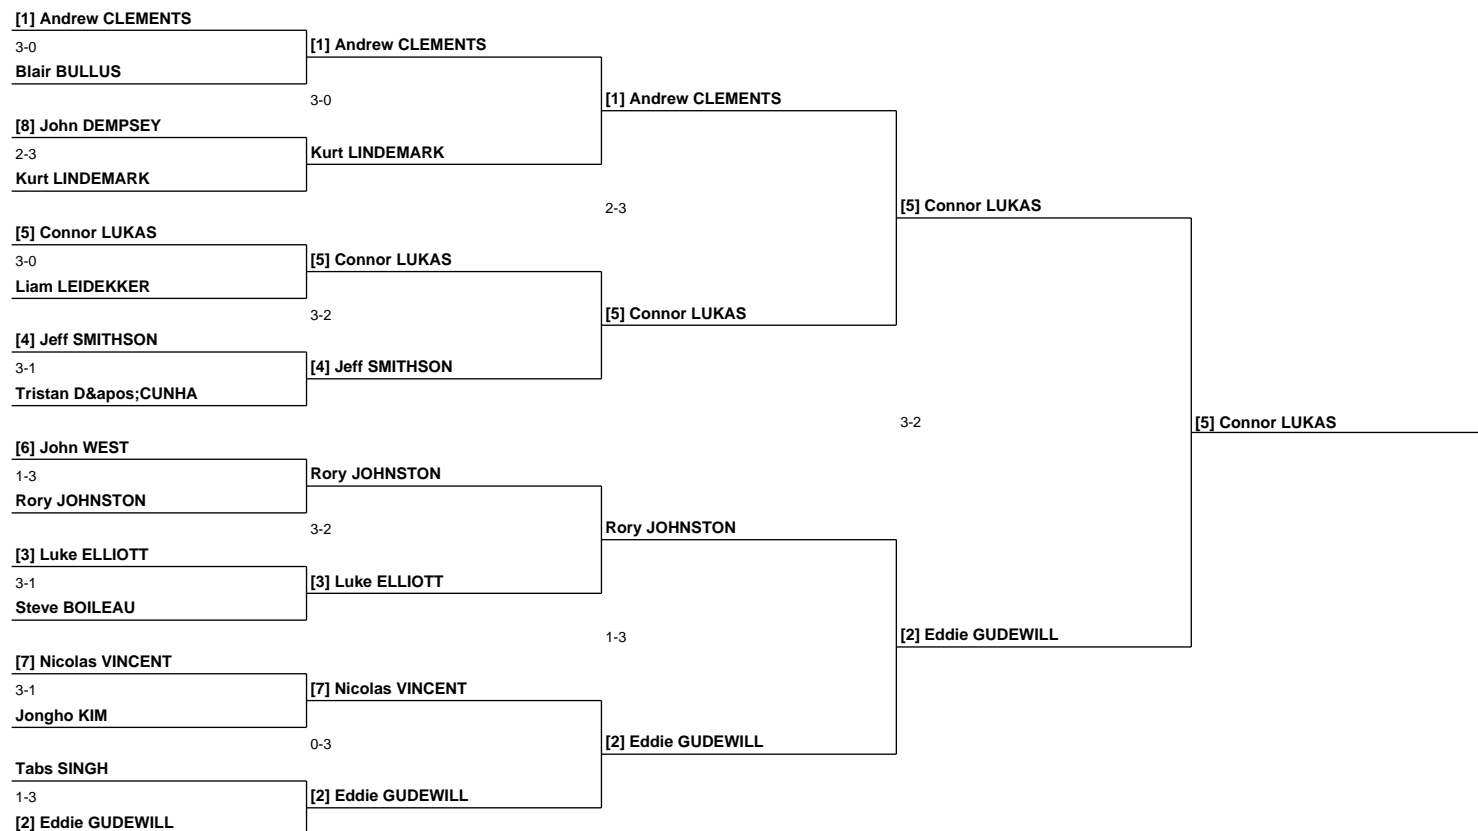 [1] Andrew CLEMENTS
3-0
[1] Andrew CLEMENTS
Blair BULLUS
3-0
[1] Andrew CLEMENTS
[8] John DEMPSEY
2-3
Kurt LINDEMARK
Kurt LINDEMARK
2-3
[5] Connor LUKAS
[5] Connor LUKAS
3-0
[5] Connor LUKAS
Liam LEIDEKKER
3-2
[5] Connor LUKAS
[4] Jeff SMITHSON
3-1
[4] Jeff SMITHSON
Tristan D&apos;CUNHA
3-2
[5] Connor LUKAS
[6] John WEST
1-3
Rory JOHNSTON
Rory JOHNSTON
3-2
Rory JOHNSTON
[3] Luke ELLIOTT
3-1
[3] Luke ELLIOTT
Steve BOILEAU
1-3
[2] Eddie GUDEWILL
[7] Nicolas VINCENT
3-1
[7] Nicolas VINCENT
Jongho KIM
0-3
[2] Eddie GUDEWILL
Tabs SINGH
1-3
[2] Eddie GUDEWILL
[2] Eddie GUDEWILL